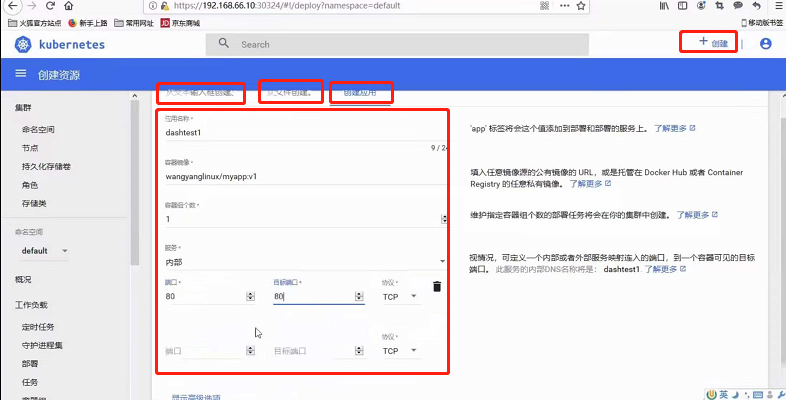 https://192.168.66.10:30324/#!/deploy?namespace=default
火狐官方站点 新手上路 常用网址 JD 京东商城 移动版书签
kubernetes Search + 创建
创建资源
集群
命名空间
节点
持久化存储卷
角色
存储类
命名空间
default
概况
工作负载
定时任务
守护进程集
部署
任务
从文本输入框创建。 从文件创建。 创建应用
应用名称 *
dashtest1
9 / 24
'app' 标签将会这个值添加到部署和部署的服务上。 了解更多
容器镜像 *
wangyanglinux/myapp:v1
填入任意镜像源的公有镜像的 URL，或是托管在 Docker Hub 或者 Container
Registry 的任意私有镜像。 了解更多
容器组个数 *
1
维护指定容器组个数的部署任务将会在你的集群中创建。 了解更多
服务 *
内部
视情况，可定义一个内部或者外部服务映射连入的端口，到一个容器可见的目标
端口。 此服务的内部DNS名称将是： dashtest1. 了解更多
端口 * 目标端口 * 协议 *
80 80 TCP
协议 *
端口 目标端口 TCP
显示高级选项
英